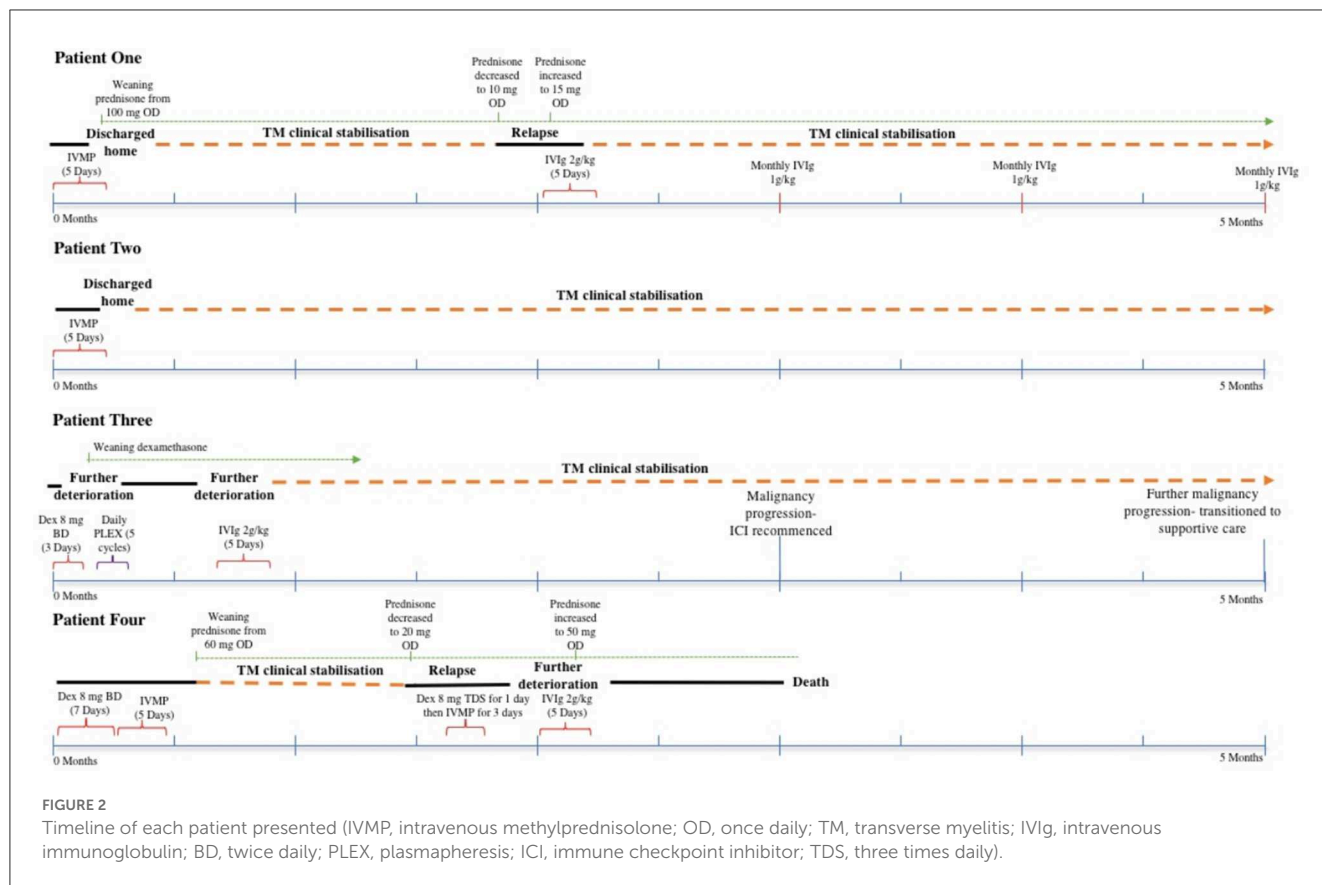 Patient One
Weaning
prednisone from
100 mg OD
Prednisone
decreased
to 10 mg
OD
Prednisone
increased
to 15 mg
OD
Discharged
home
TM clinical stabilisation
Relapse
TM clinical stabilisation
IVMP
(5 Days)
IVIg 2g/kg
(5 Days)
Monthly IVIg
1g/kg
Monthly IVIg
1g/kg
Monthly IVIg
1g/kg
0 Months
5 Months
Patient Two
Discharged
home
TM clinical stabilisation
IVMP
(5 Days)
0 Months
5 Months
Patient Three
Weaning dexamethasone
Further
deterioration
Further
deterioration
TM clinical stabilisation
Dex 8 mg
BD
(3 Days)
Daily
PLEX (5
cycles)
IVIg 2g/kg
(5 Days)
Malignancy
progression-
ICI recommenced
Further malignancy
progression- transitioned to
supportive care
0 Months
5 Months
Patient Four
Weaning
prednisone from
60 mg OD
Prednisone
decreased
to 20 mg
OD
Prednisone
increased
to 50 mg
OD
TM clinical stabilisation
Relapse
Further
deterioration
Death
Dex 8 mg BD
(7 Days)
IVMP
(5 Days)
Dex 8 mg TDS for 1 day
then IVMP for 3 days
IVIg 2g/kg
(5 Days)
0 Months
5 Months
FIGURE 2
Timeline of each patient presented (IVMP, intravenous methylprednisolone; OD, once daily; TM, transverse myelitis; IVIg, intravenous
immunoglobulin; BD, twice daily; PLEX, plasmapheresis; ICI, immune checkpoint inhibitor; TDS, three times daily).